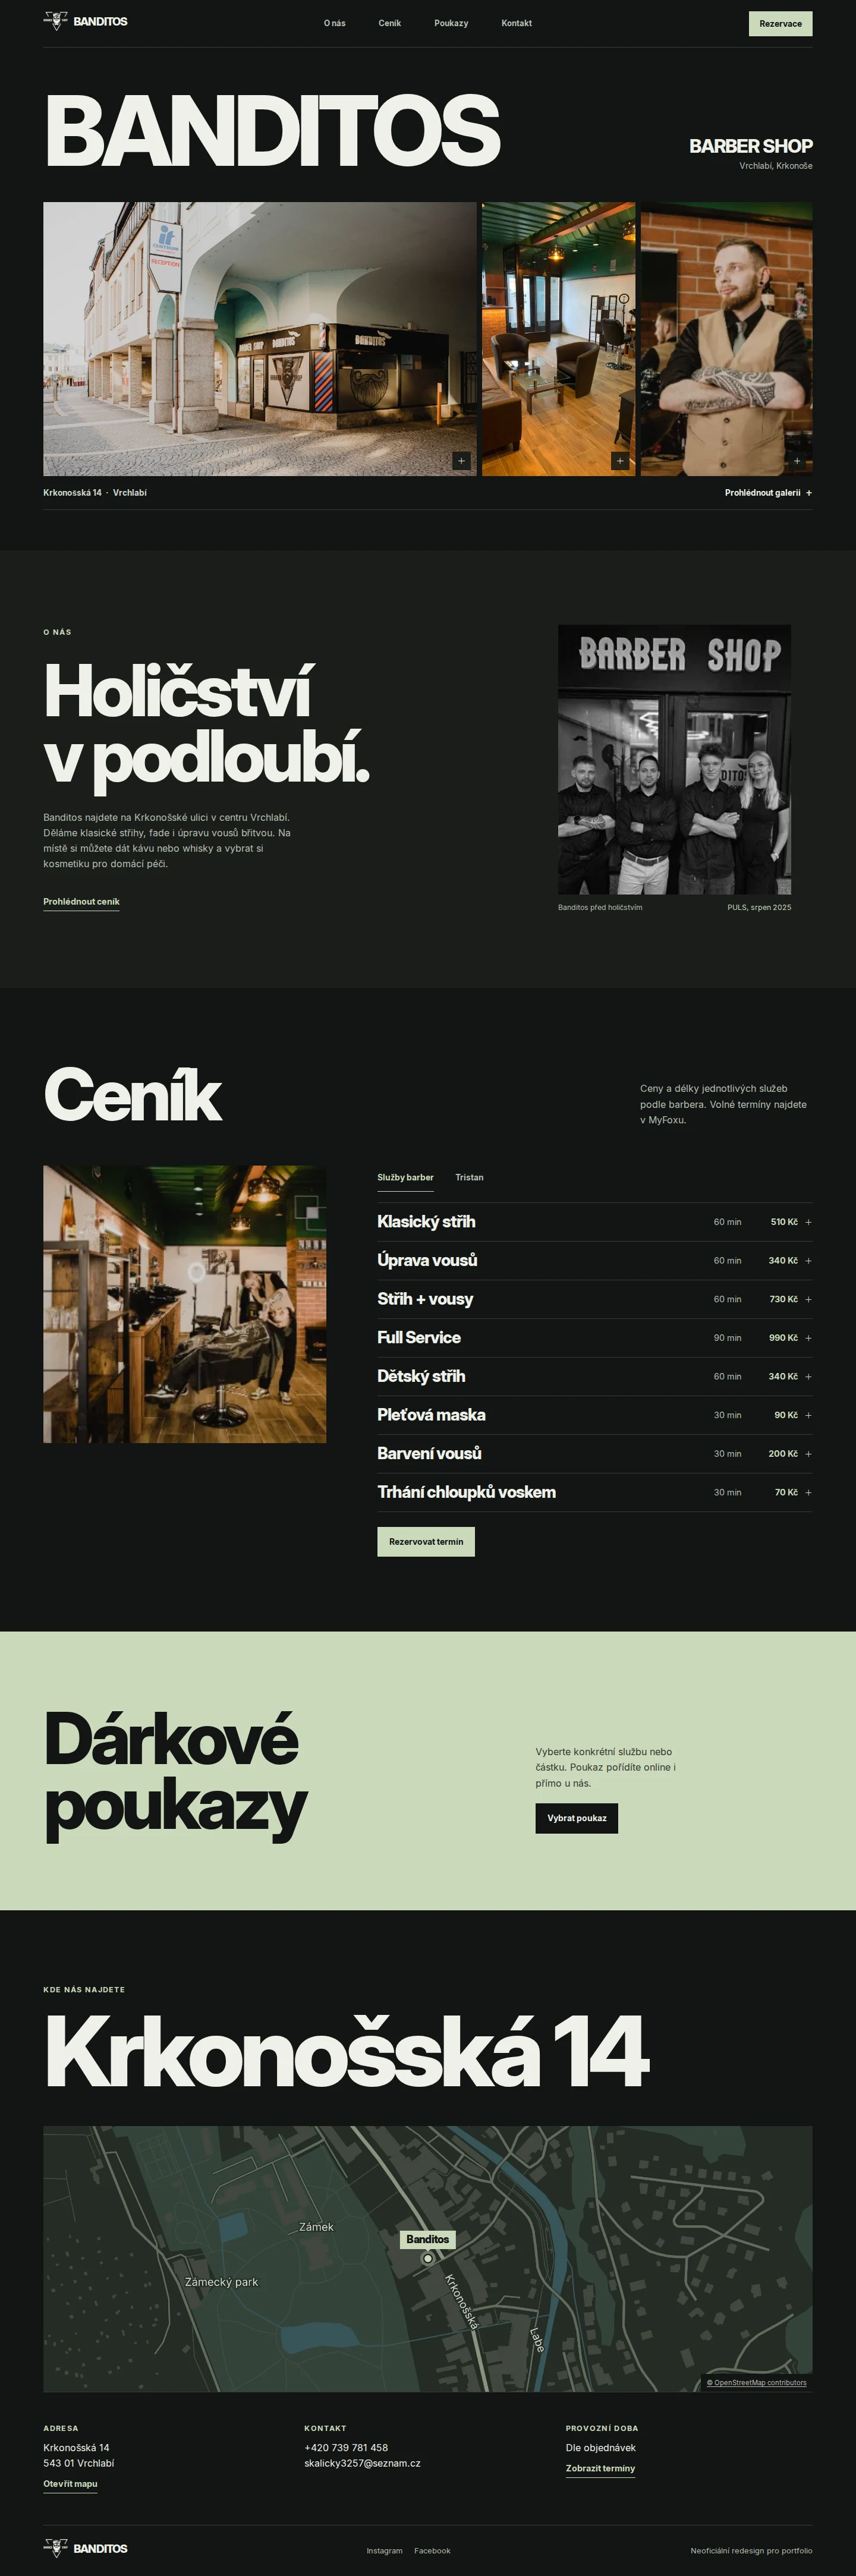 BANDITOS
O nás
Ceník
Poukazy
Kontakt
Rezervace
BANDITOS
BARBER SHOP
Vrchlabí, Krkonoše
it
RECEPTION
BARBER SHOP
BANDITOS
BANDITOS
Krkonošská 14 · Vrchlabí
Prohlédnout galerii +
O NÁS
Holičství
v podloubí.
Banditos najdete na Krkonošské ulici v centru Vrchlabí.
Děláme klasické střihy, fade i úpravu vousů břitvou. Na
místě si můžete dát kávu nebo whisky a vybrat si
kosmetiku pro domácí péči.
Prohlédnout ceník
BARBER SHOP
Banditos před holičstvím
PULS, srpen 2025
Ceník
Ceny a délky jednotlivých služeb
podle barbera. Volné termíny najdete
v MyFoxu.
Služby barber
Tristan
Klasický střih 60 min 510 Kč +
Úprava vousů 60 min 340 Kč +
Střih + vousy 60 min 730 Kč +
Full Service 90 min 990 Kč +
Dětský střih 60 min 340 Kč +
Pleťová maska 30 min 90 Kč +
Barvení vousů 30 min 200 Kč +
Trhání chloupků voskem 30 min 70 Kč +
Rezervovat termín
Dárkové
poukazy
Vyberte konkrétní službu nebo
částku. Poukaz pořídíte online i
přímo u nás.
Vybrat poukaz
KDE NÁS NAJDETE
Krkonošská 14
Zámek
Banditos
Zámecký park
Krkonošská
Labe
© OpenStreetMap contributors
ADRESA
Krkonošská 14
543 01 Vrchlabí
Otevřít mapu
KONTAKT
+420 739 781 458
skalicky3257@seznam.cz
PROVOZNÍ DOBA
Dle objednávek
Zobrazit termíny
BANDITOS
Instagram
Facebook
Neoficiální redesign pro portfolio